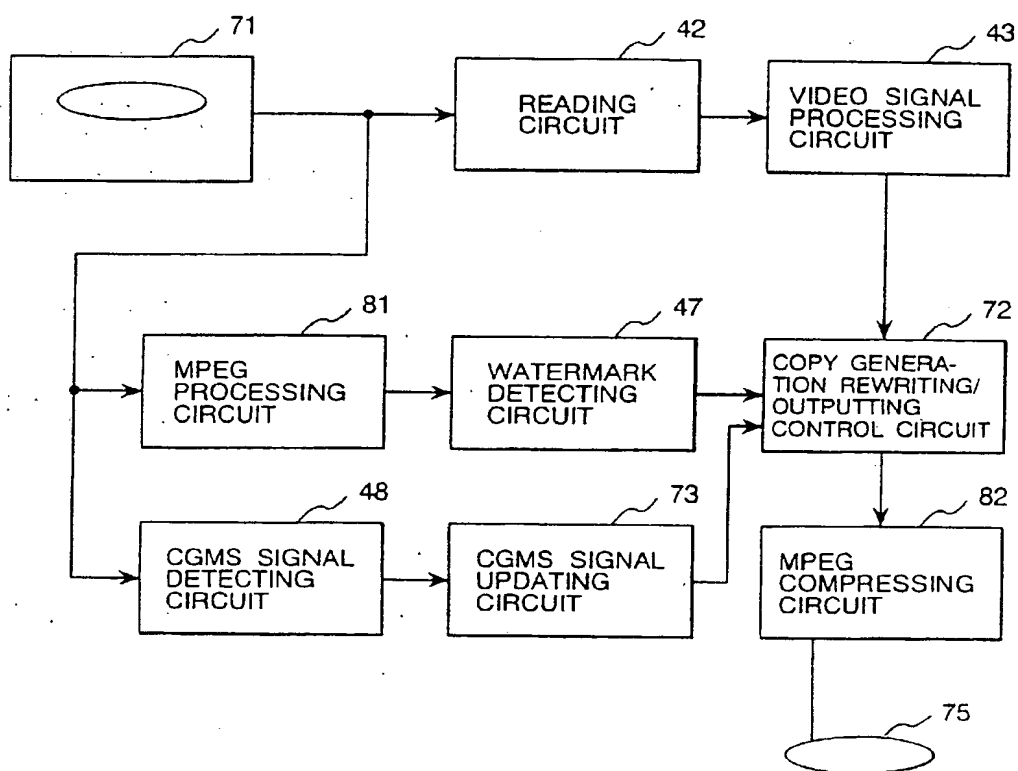 71
42
43
READING
CIRCUIT
VIDEO SIGNAL
PROCESSING
CIRCUIT
81
47
72
MPEG
PROCESSING
CIRCUIT
WATERMARK
DETECTING
CIRCUIT
COPY GENERA-
TION REWRITING/
OUTPUTTING
CONTROL CIRCUIT
48
73
82
CGMS SIGNAL
DETECTING
CIRCUIT
CGMS SIGNAL
UPDATING
CIRCUIT
MPEG
COMPRESSING
CIRCUIT
75